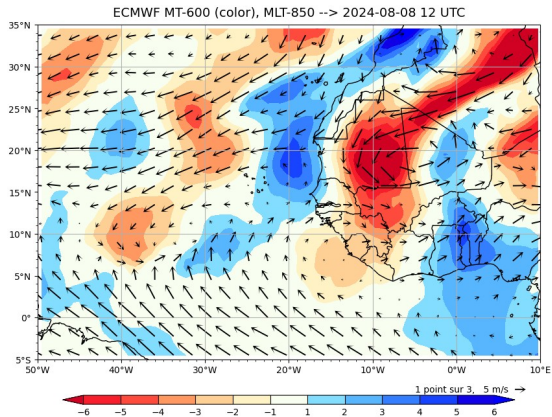 ECMWF MT-600 (color), MLT-850 --> 2024-08-08 12 UTC
35°N
30°N
25°N
20°N
15°N
10°N
5°N
0°
5°S
50°W 40°W 30°W 20°W 10°W 0°W 10°E
1 point sur 3, 5 m/s
−6 −5 −4 −3 −2 −1 1 2 3 4 5 6